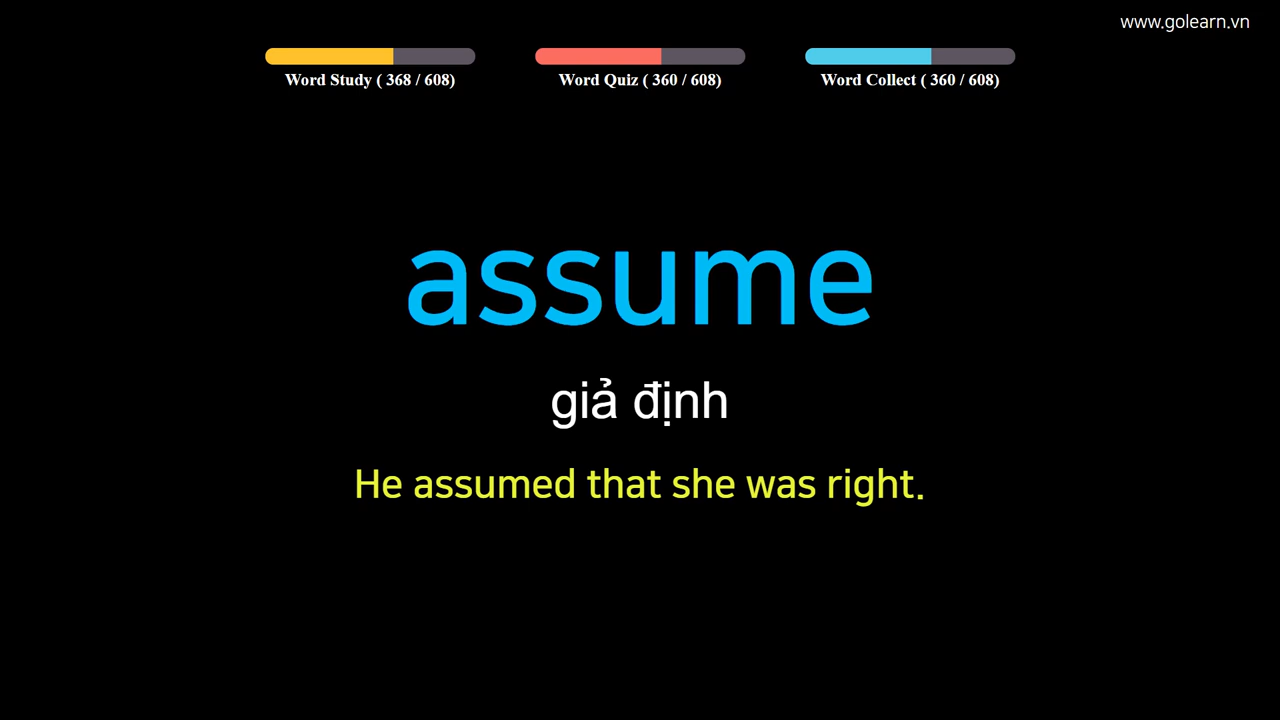 www.golearn.vn
Word Study ( 368 / 608)
Word Quiz ( 360 / 608)
Word Collect ( 360 / 608)
assume
giả định
He assumed that she was right.